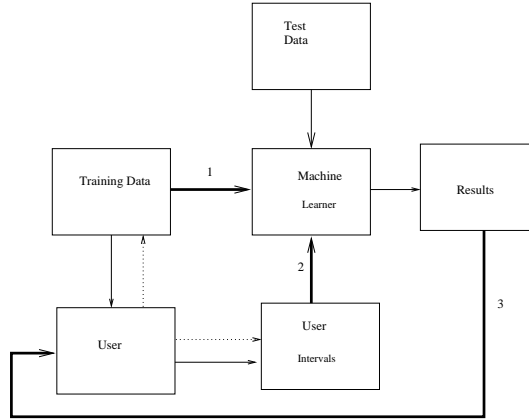 Test
Data
1
Training Data
Machine
Learner
Results
2
3
User
User
Intervals